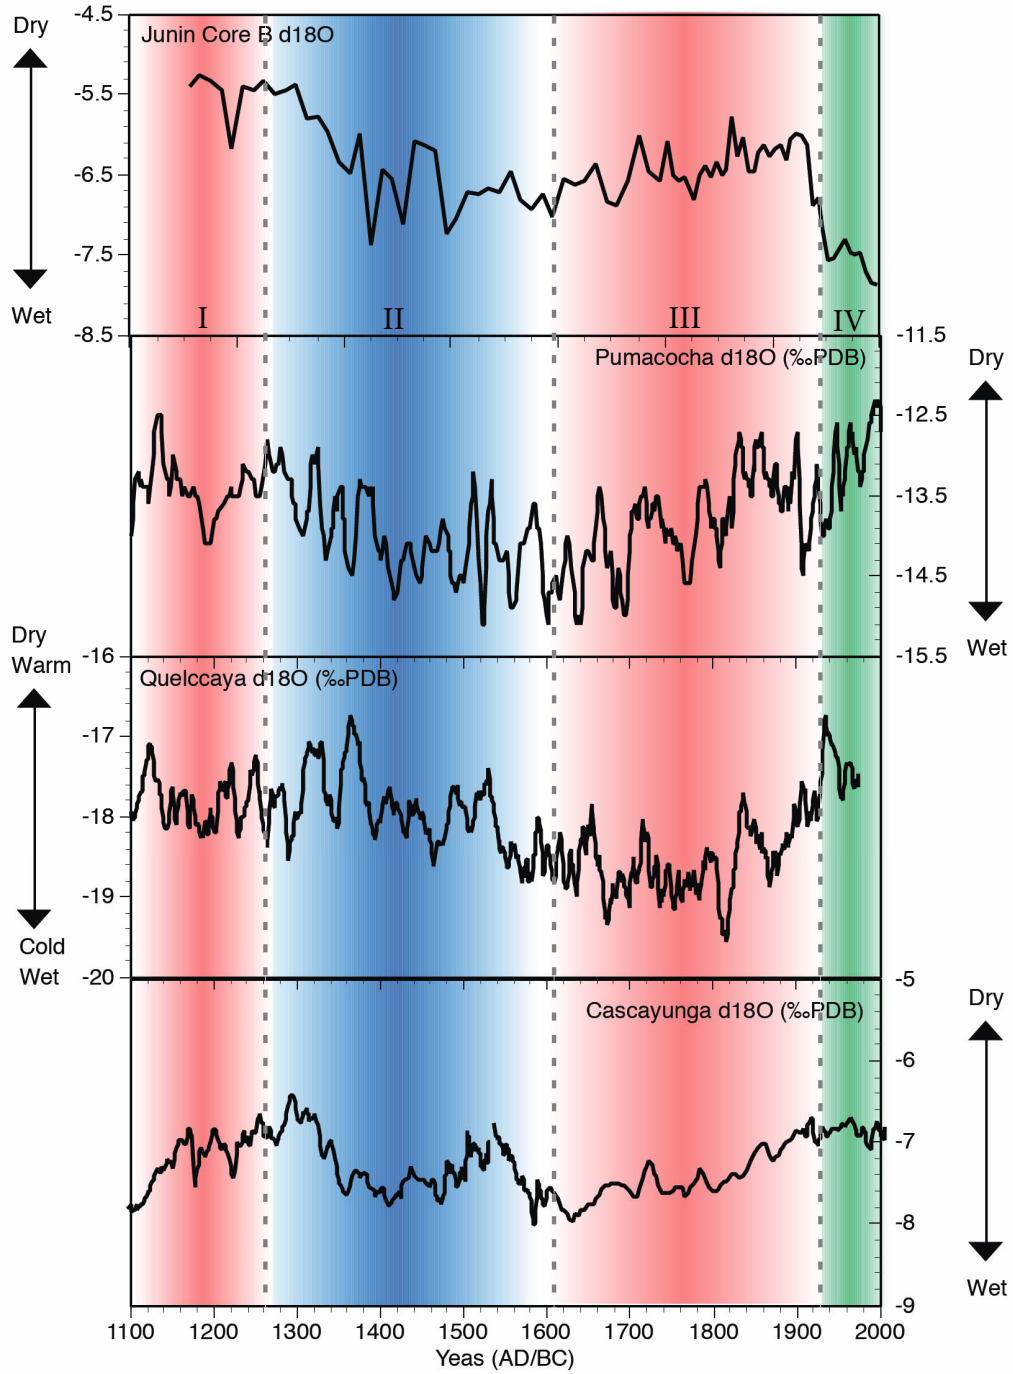 -4.5
Dry
Junin Core B d18O
-5.5
-6.5
-7.5
Wet
I
II
III
IV
-8.5
-11.5
Pumacocha d18O (‰PDB)
Dry
-12.5
-13.5
-14.5
Dry
Warm
-16
-15.5
Wet
Quelccaya d18O (‰PDB)
-17
-18
-19
Cold
Wet
-20
-5
Dry
Cascayunga d18O (‰PDB)
-6
-7
-8
Wet
-9
1100 1200 1300 1400 1500 1600 1700 1800 1900 2000
Yeas (AD/BC)